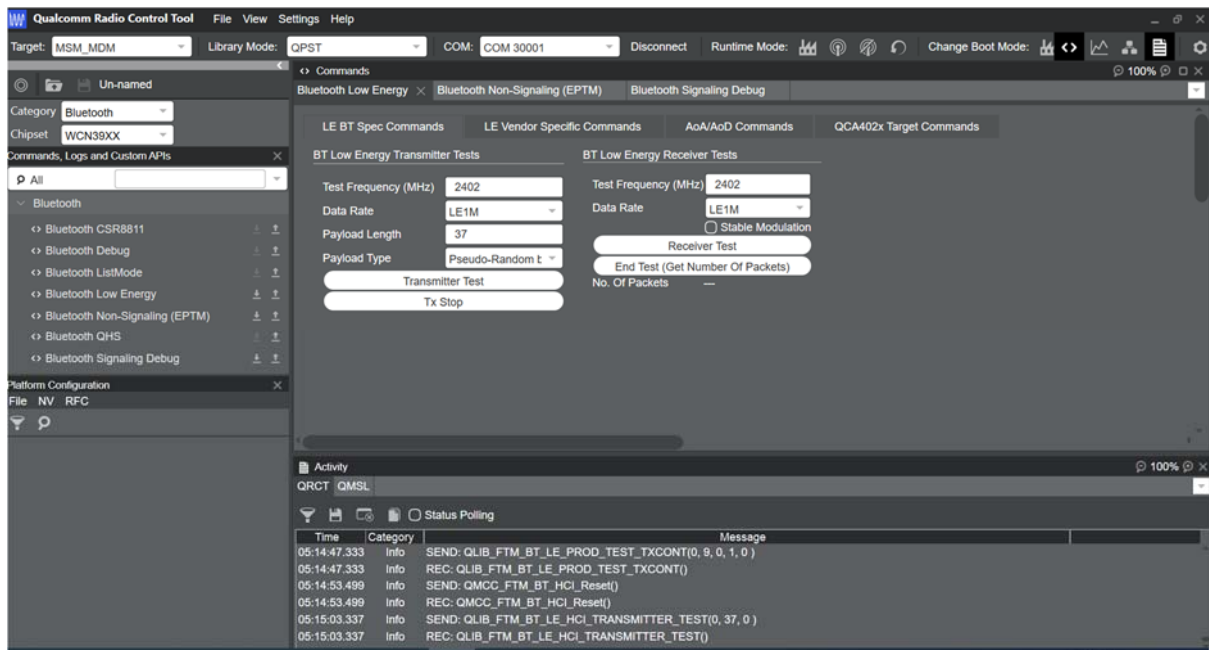 Qualcomm Radio Control Tool File View Settings Help
Target: MSM_MDM Library Mode: QPST COM: COM 30001 Disconnect Runtime Mode: Change Boot Mode:
Un-named
Category Bluetooth
Chipset WCN39XX
Commands, Logs and Custom APIs
All
Bluetooth
<> Bluetooth CSR8811
<> Bluetooth Debug
<> Bluetooth ListMode
<> Bluetooth Low Energy
<> Bluetooth Non-Signaling (EPTM)
<> Bluetooth QHS
<> Bluetooth Signaling Debug
Platform Configuration
File NV RFC
<> Commands 100%
Bluetooth Low Energy Bluetooth Non-Signaling (EPTM) Bluetooth Signaling Debug
LE BT Spec Commands LE Vendor Specific Commands AoA/AoD Commands QCA402x Target Commands
BT Low Energy Transmitter Tests
Test Frequency (MHz) 2402
Data Rate LE1M
Payload Length 37
Payload Type Pseudo-Random t
Transmitter Test
Tx Stop
BT Low Energy Receiver Tests
Test Frequency (MHz) 2402
Data Rate LE1M
Stable Modulation
Receiver Test
End Test (Get Number Of Packets)
No. Of Packets —
Activity 100%
QRCT QMSL
Status Polling
Time Category Message
05:14:47.333 Info SEND: QLIB_FTM_BT_LE_PROD_TEST_TXCONT(0, 9, 0, 1, 0 )
05:14:47.333 Info REC: QLIB_FTM_BT_LE_PROD_TEST_TXCONT()
05:14:53.499 Info SEND: QMCC_FTM_BT_HCI_Reset()
05:14:53.499 Info REC: QMCC_FTM_BT_HCI_Reset()
05:15:03.337 Info SEND: QLIB_FTM_BT_LE_HCI_TRANSMITTER_TEST(0, 37, 0 )
05:15:03.337 Info REC: QLIB_FTM_BT_LE_HCI_TRANSMITTER_TEST()